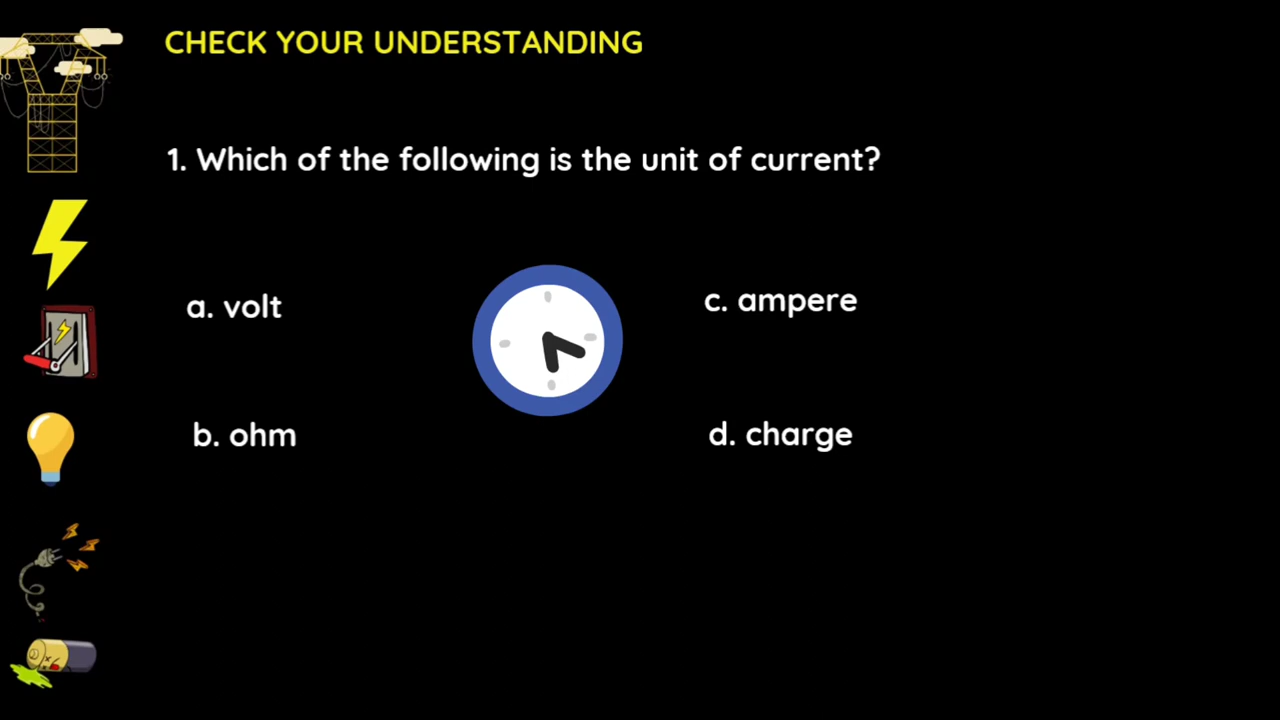 CHECK YOUR UNDERSTANDING
1. Which of the following is the unit of current?
a. volt
c. ampere
b. ohm
d. charge